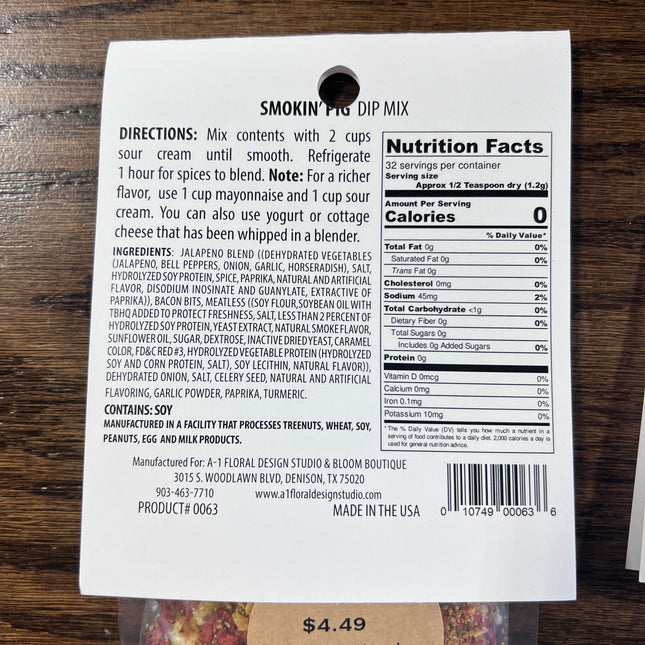 SMOKIN' PIG DIP MIX
DIRECTIONS: Mix contents with 2 cups
sour cream until smooth. Refrigerate
1 hour for spices to blend. Note: For a richer
flavor, use 1 cup mayonnaise and 1 cup sour
cream. You can also use yogurt or cottage
cheese that has been whipped in a blender.
INGREDIENTS: JALAPENO BLEND ((DEHYDRATED VEGETABLES
(JALAPENO, BELL PEPPERS, ONION, GARLIC, HORSERADISH), SALT,
HYDROLYZED SOY PROTEIN, SPICE, PAPRIKA, NATURAL AND ARTIFICIAL
FLAVOR, DISODIUM INOSINATE AND GUANYLATE, EXTRACTIVE OF
PAPRIKA)), BACON BITS, MEATLESS ((SOY FLOUR,SOYBEAN OIL WITH
TBHQ ADDED TO PROTECT FRESHNESS, SALT, LESS THAN 2 PERCENT OF
HYDROLYZED SOY PROTEIN, YEAST EXTRACT, NATURAL SMOKE FLAVOR,
SUNFLOWER OIL, SUGAR, DEXTROSE, INACTIVE DRIED YEAST, CARAMEL
COLOR, FD&C RED #3, HYDROLYZED VEGETABLE PROTEIN (HYDROLYZED
SOY AND CORN PROTEIN, SALT), SOY LECITHIN, NATURAL FLAVOR)),
DEHYDRATED ONION, SALT, CELERY SEED, NATURAL AND ARTIFICIAL
FLAVORING, GARLIC POWDER, PAPRIKA, TURMERIC.
CONTAINS: SOY
MANUFACTURED IN A FACILITY THAT PROCESSES TREENUTS, WHEAT, SOY,
PEANUTS, EGG AND MILK PRODUCTS.
Nutrition Facts
32 servings per container
Serving size
Approx 1/2 Teaspoon dry (1.2g)
Amount Per Serving
Calories 0
% Daily Value*
Total Fat 0g 0%
Saturated Fat 0g 0%
Trans Fat 0g
Cholesterol 0mg 0%
Sodium 45mg 2%
Total Carbohydrate <1g 0%
Dietary Fiber 0g 0%
Total Sugars 0g
Includes 0g Added Sugars 0%
Protein 0g
Vitamin D 0mcg 0%
Calcium 0mg 0%
Iron 0.1mg 0%
Potassium 10mg 0%
*The % Daily Value (DV) tells you how much a nutrient in a
serving of food contributes to a daily diet. 2,000 calories a day is
used for general nutrition advice.
Manufactured For: A-1 FLORAL DESIGN STUDIO & BLOOM BOUTIQUE
3015 S. WOODLAWN BLVD, DENISON, TX 75020
903-463-7710 www.a1floraldesignstudio.com
PRODUCT# 0063 MADE IN THE USA
0 10749 00063 6
$4.49